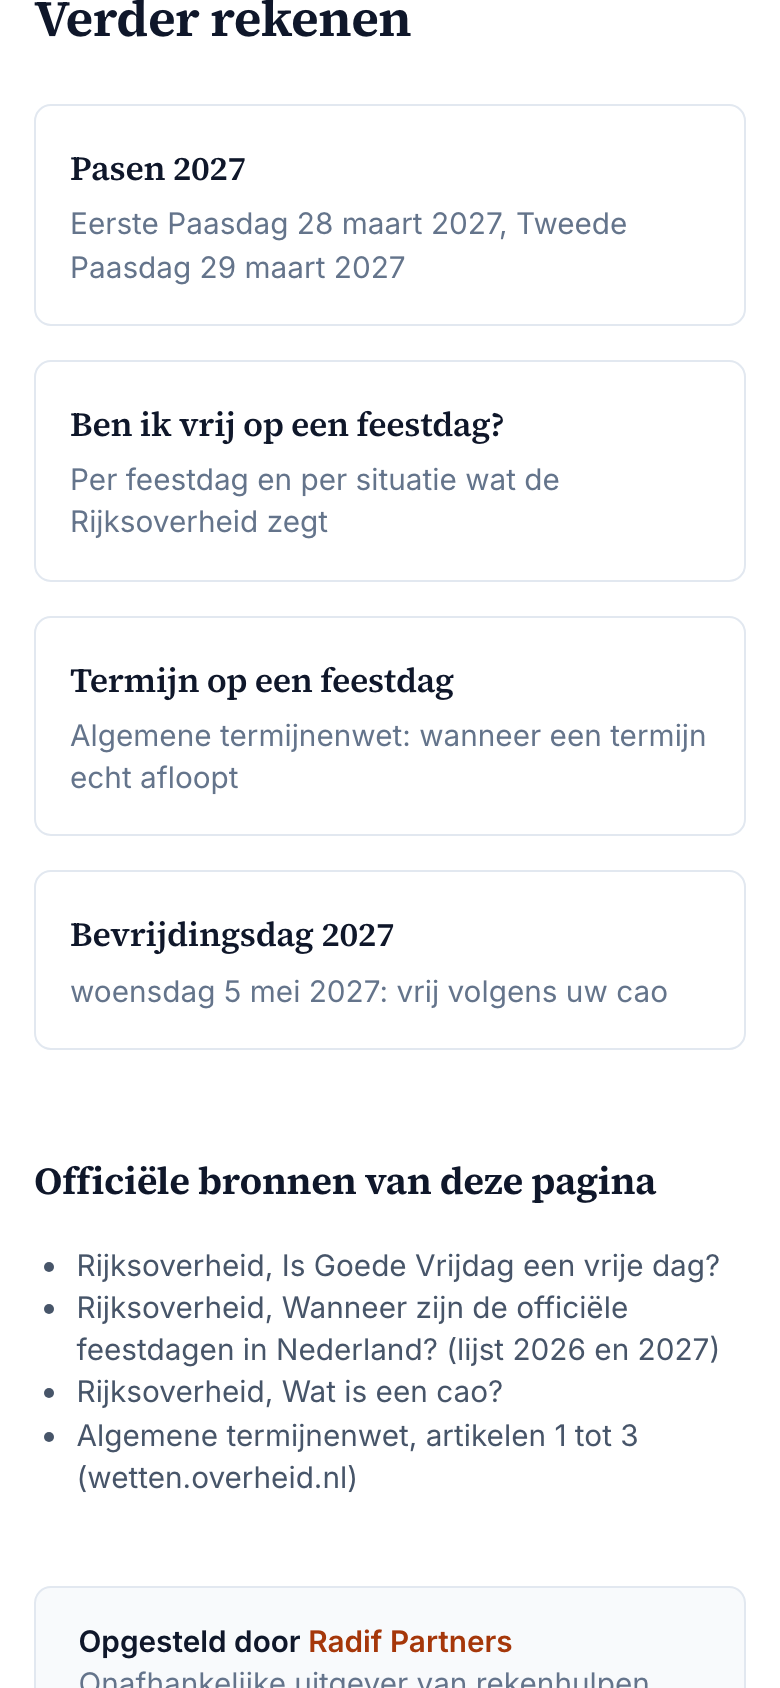 Verder rekenen
Pasen 2027
Eerste Paasdag 28 maart 2027, Tweede
Paasdag 29 maart 2027
Ben ik vrij op een feestdag?
Per feestdag en per situatie wat de
Rijksoverheid zegt
Termijn op een feestdag
Algemene termijnenwet: wanneer een termijn
echt afloopt
Bevrijdingsdag 2027
woensdag 5 mei 2027: vrij volgens uw cao
Officiële bronnen van deze pagina
• Rijksoverheid, Is Goede Vrijdag een vrije dag?
• Rijksoverheid, Wanneer zijn de officiële
feestdagen in Nederland? (lijst 2026 en 2027)
• Rijksoverheid, Wat is een cao?
• Algemene termijnenwet, artikelen 1 tot 3
(wetten.overheid.nl)
Opgesteld door Radif Partners
Onafhankelijke uitgever van rekenhulpen